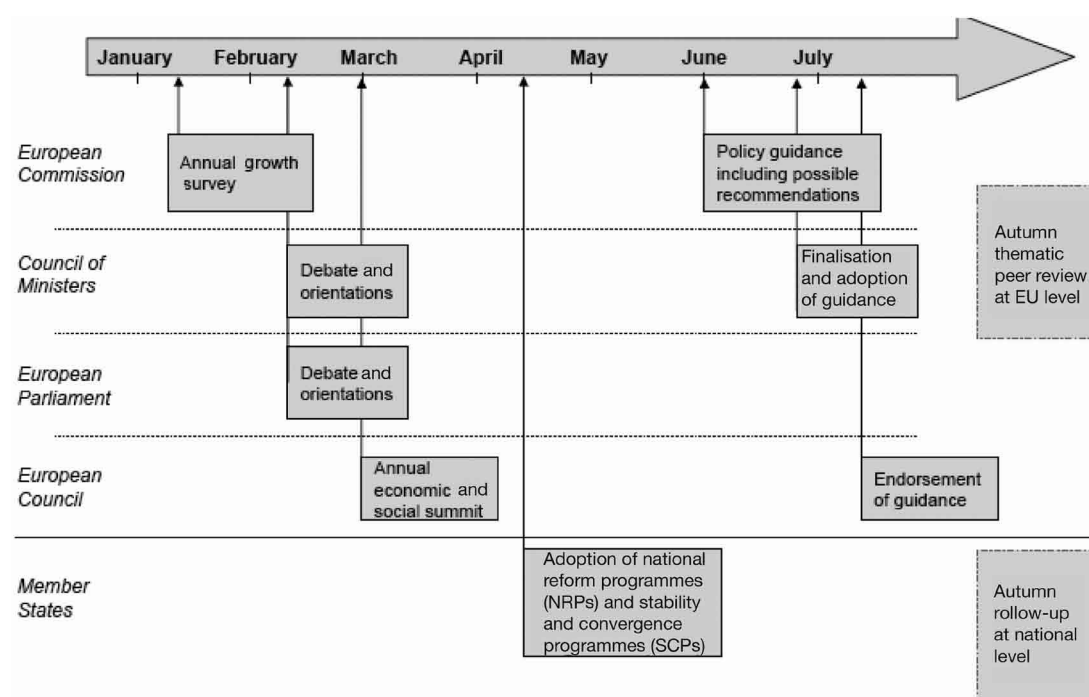 January February March April May June July
European
Commission
Annual growth
survey
Policy guidance
including possible
recommendations
Autumn
thematic
peer review
at EU level
Council of
Ministers
Debate and
orientations
Finalisation
and adoption
of guidance
European
Parliament
Debate and
orientations
European
Council
Annual
economic and
social summit
Endorsement
of guidance
Member
States
Adoption of national
reform programmes
(NRPs) and stability
and convergence
programmes (SCPs)
Autumn
rollow-up
at national
level